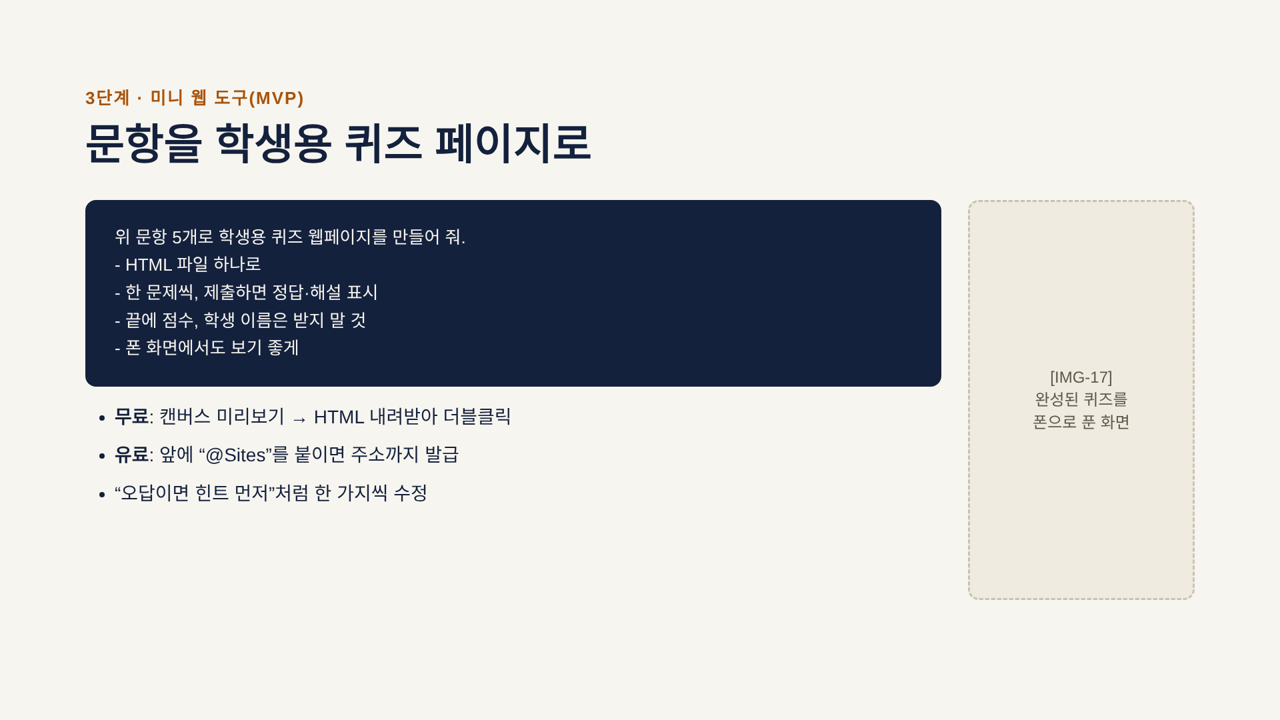 3단계 · 미니 웹 도구(MVP)
문항을 학생용 퀴즈 페이지로
위 문항 5개로 학생용 퀴즈 웹페이지를 만들어 줘.
- HTML 파일 하나로
- 한 문제씩, 제출하면 정답·해설 표시
- 끝에 점수, 학생 이름은 받지 말 것
- 폰 화면에서도 보기 좋게
• 무료: 캔버스 미리보기 → HTML 내려받아 더블클릭
• 유료: 앞에 “@Sites”를 붙이면 주소까지 발급
• “오답이면 힌트 먼저”처럼 한 가지씩 수정
[IMG-17]
완성된 퀴즈를
폰으로 푼 화면